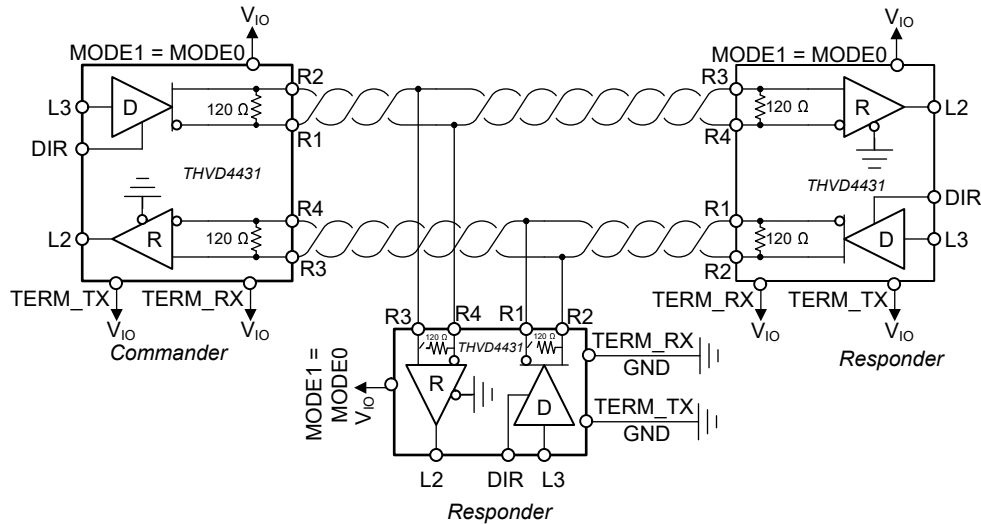 VIO
MODE1 = MODE0
R2
L3
D
120 Ω
R1
DIR
THVD4431
R4
L2
R
120 Ω
R3
TERM_TX
TERM_RX
VIO
VIO
Commander
VIO
MODE1 = MODE0
R3
120 Ω
R
L2
R4
THVD4431
DIR
R1
120 Ω
D
L3
R2
TERM_RX
TERM_TX
VIO
VIO
Responder
R3
R4
R1
R2
120 Ω
THVD4431
120 Ω
MODE1 =
MODE0
VIO
R
D
TERM_RX
GND
TERM_TX
GND
L2
DIR
L3
Responder